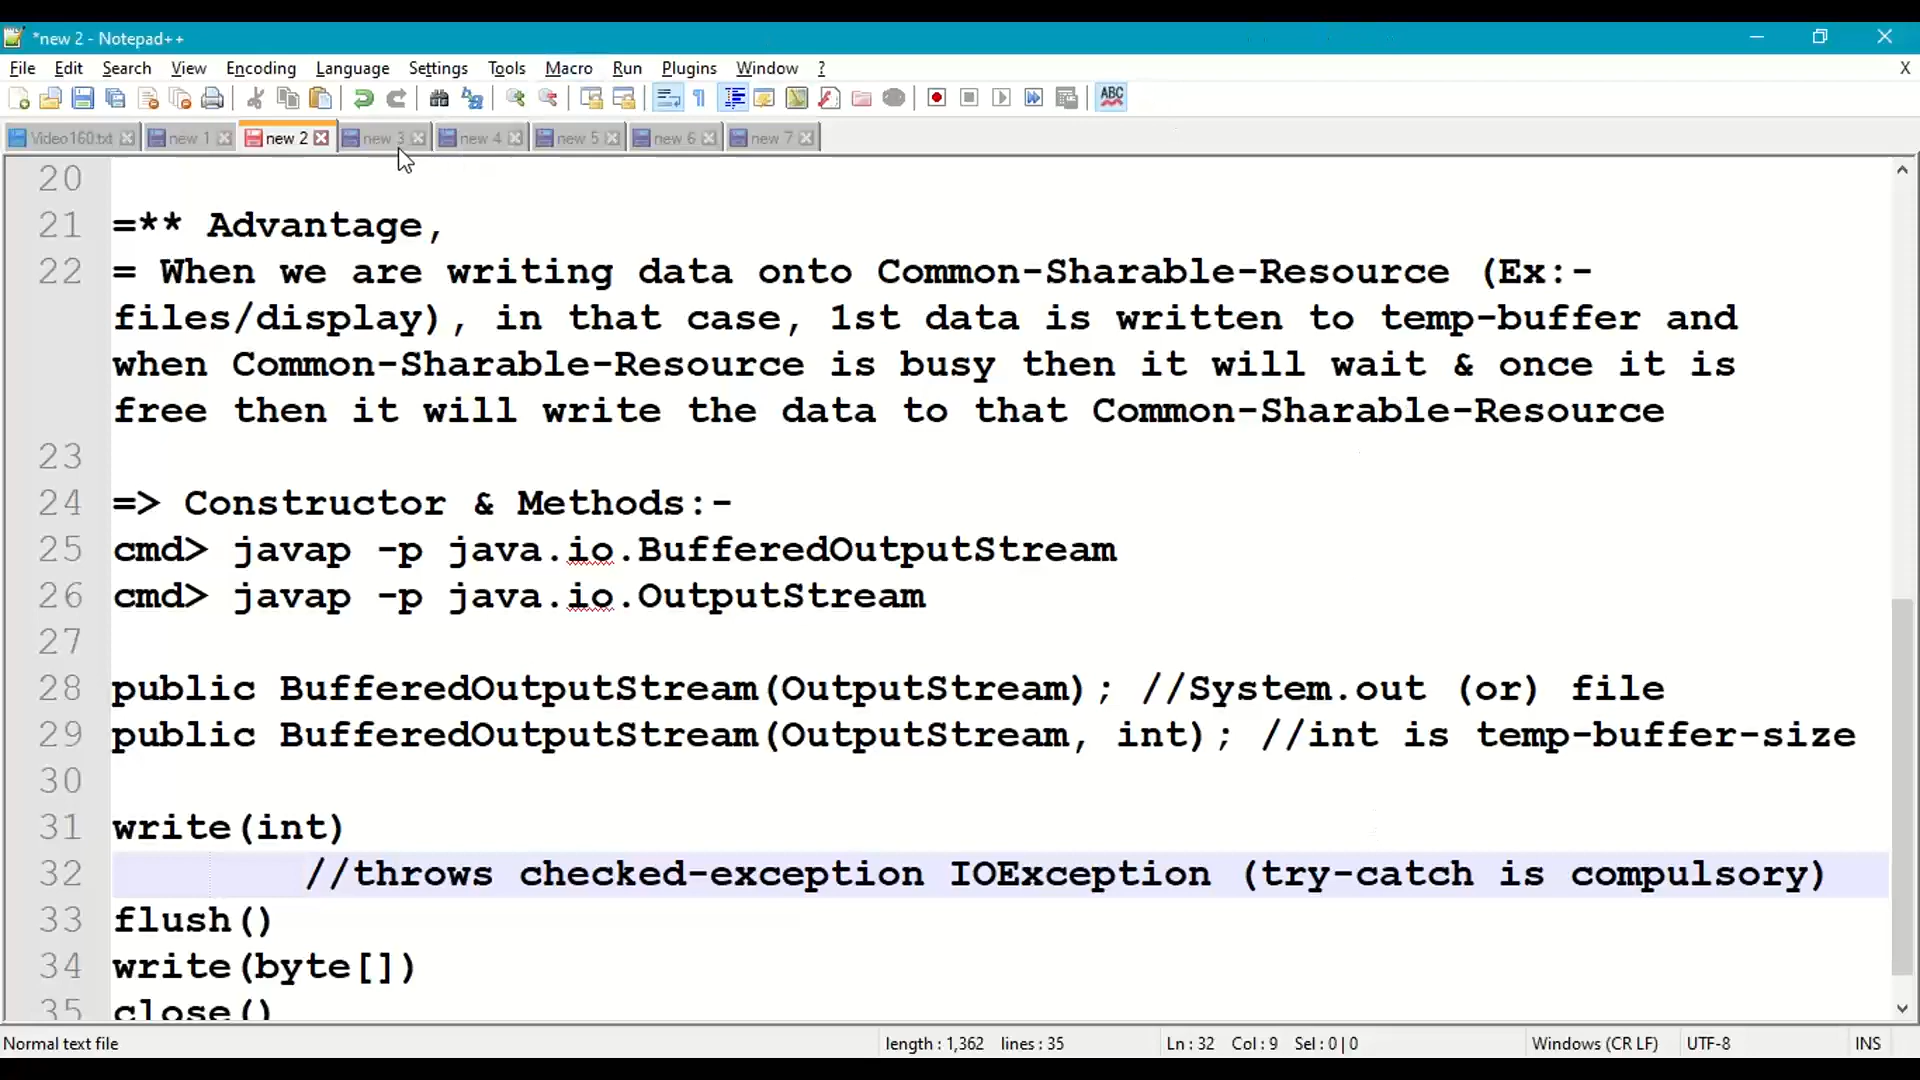 *new 2 - Notepad++
File Edit Search View Encoding Language Settings Tools Macro Run Plugins Window ? X
ABC
Video160.txt new 1 new 2 new 3 new 4 new 5 new 6 new 7
20
21 =** Advantage,
22 = When we are writing data onto Common-Sharable-Resource (Ex:-
files/display), in that case, 1st data is written to temp-buffer and
when Common-Sharable-Resource is busy then it will wait & once it is
free then it will write the data to that Common-Sharable-Resource
23
24 => Constructor & Methods:-
25 cmd> javap -p java.io.BufferedOutputStream
26 cmd> javap -p java.io.OutputStream
27
28 public BufferedOutputStream(OutputStream); //System.out (or) file
29 public BufferedOutputStream(OutputStream, int); //int is temp-buffer-size
30
31 write(int)
32 //throws checked-exception IOException (try-catch is compulsory)
33 flush()
34 write(byte[])
35 close()
Normal text file length : 1,362 lines : 35 Ln : 32 Col : 9 Sel : 0 | 0 Windows (CR LF) UTF-8 INS